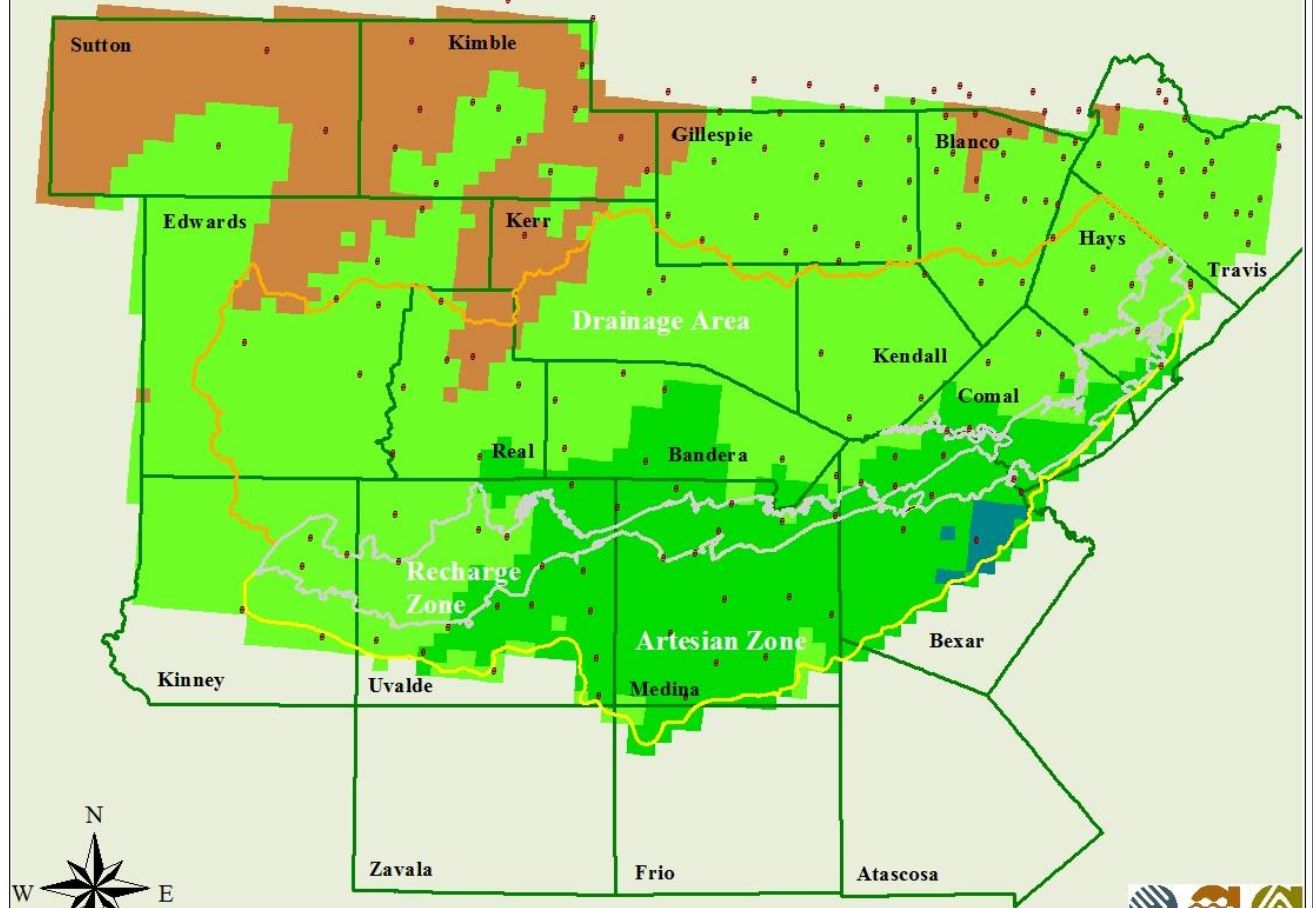 Sutton
Kimble
Gillespie
Blanco
Edwards
Kerr
Hays
Travis
Drainage Area
Kendall
Comal
Real
Bandera
Recharge
Zone
Artesian Zone
Bexar
Kinney
Uvalde
Medina
Zavala
Frio
Atascosa
N
W
E